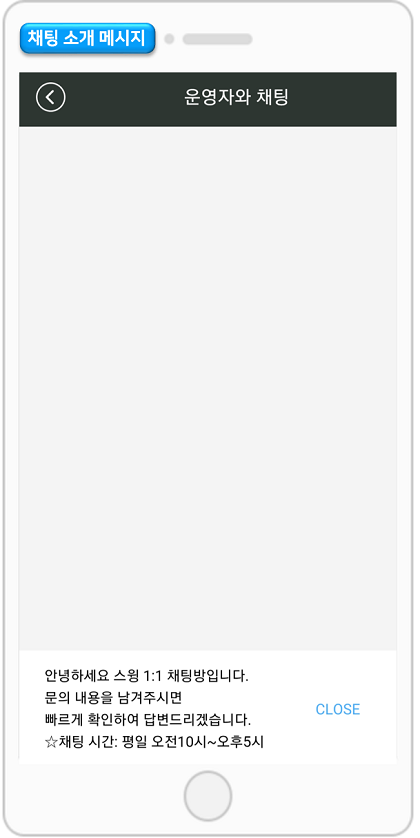 채팅 소개 메시지
운영자와 채팅
안녕하세요 스윙 1:1 채팅방입니다.
문의 내용을 남겨주시면
빠르게 확인하여 답변드리겠습니다.
☆채팅 시간: 평일 오전10시~오후5시
CLOSE